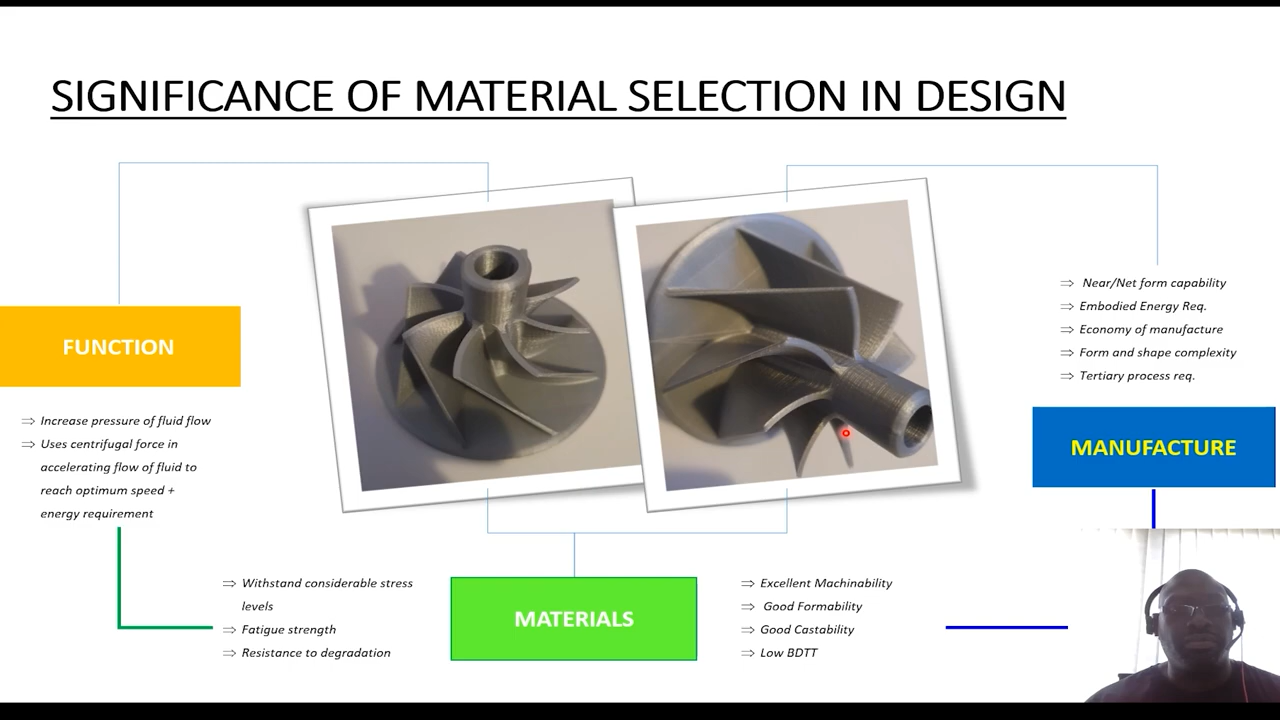 SIGNIFICANCE OF MATERIAL SELECTION IN DESIGN
FUNCTION
⇒ Increase pressure of fluid flow
⇒ Uses centrifugal force in
accelerating flow of fluid to
reach optimum speed +
energy requirement
⇒ Near/Net form capability
⇒ Embodied Energy Req.
⇒ Economy of manufacture
⇒ Form and shape complexity
⇒ Tertiary process req.
MANUFACTURE
⇒ Withstand considerable stress
levels
⇒ Fatigue strength
⇒ Resistance to degradation
MATERIALS
⇒ Excellent Machinability
⇒ Good Formability
⇒ Good Castability
⇒ Low BDTT